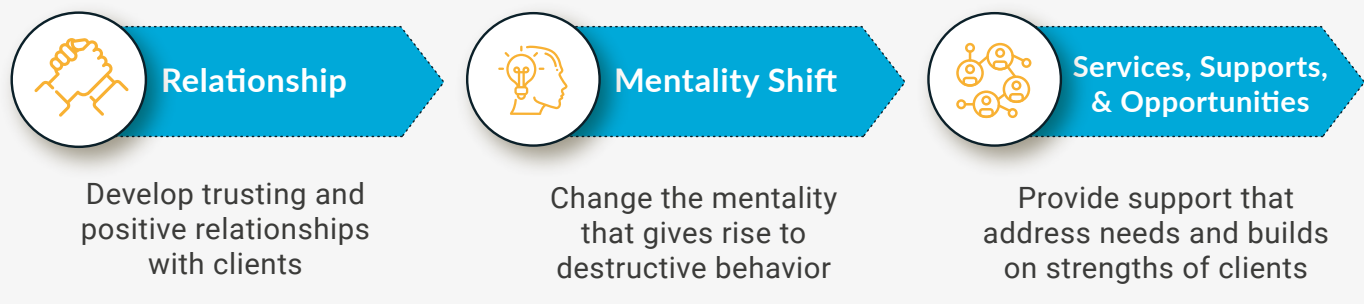 Relationship
Develop trusting and
positive relationships
with clients
Mentality Shift
Change the mentality
that gives rise to
destructive behavior
Services, Supports,
& Opportunities
Provide support that
address needs and builds
on strengths of clients